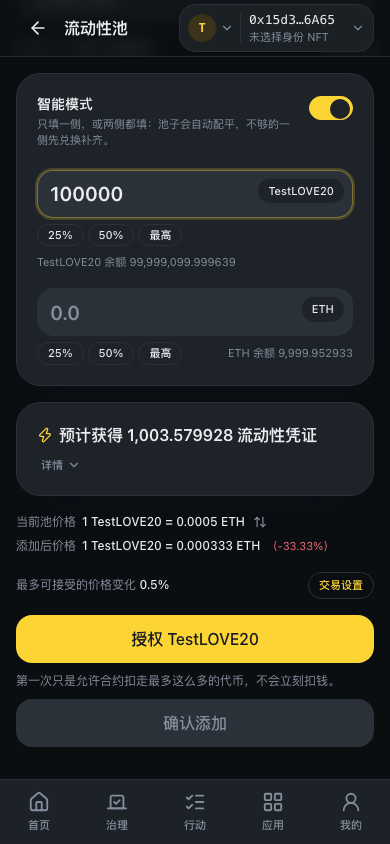 流动性池
T
0x15d3…6A65
未选择身份 NFT
智能模式
只填一侧，或两侧都填：池子会自动配平，不够的一
侧先兑换补齐。
100000
TestLOVE20
25%
50%
最高
TestLOVE20 余额 99,999,099.999639
0.0
ETH
25%
50%
最高
ETH 余额 9,999.952933
预计获得 1,003.579928 流动性凭证
详情
当前池价格 1 TestLOVE20 = 0.0005 ETH
添加后价格 1 TestLOVE20 = 0.000333 ETH (-33.33%)
最多可接受的价格变化 0.5%
交易设置
授权 TestLOVE20
第一次只是允许合约扣走最多这么多的代币，不会立刻扣钱。
确认添加
首页
治理
行动
应用
我的